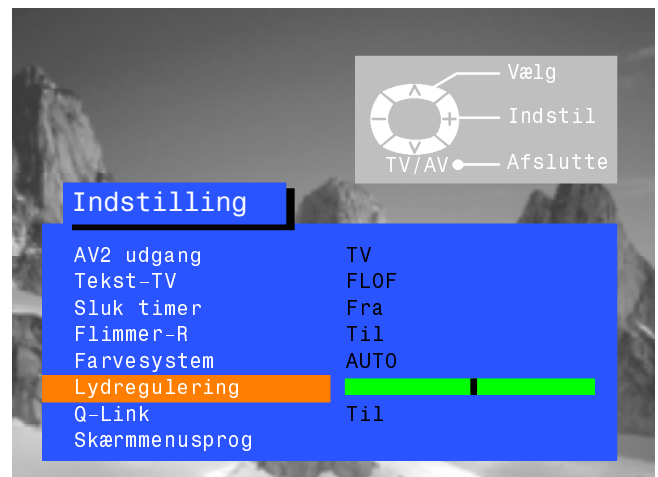 Vælg
Indstil
TV/AV Afslutte
Indstilling
AV2 udgang TV
Tekst-TV FLOF
Sluk timer Fra
Flimmer-R Til
Farvesystem AUTO
Lydregulering
Q-Link Til
Skærmmenusprog